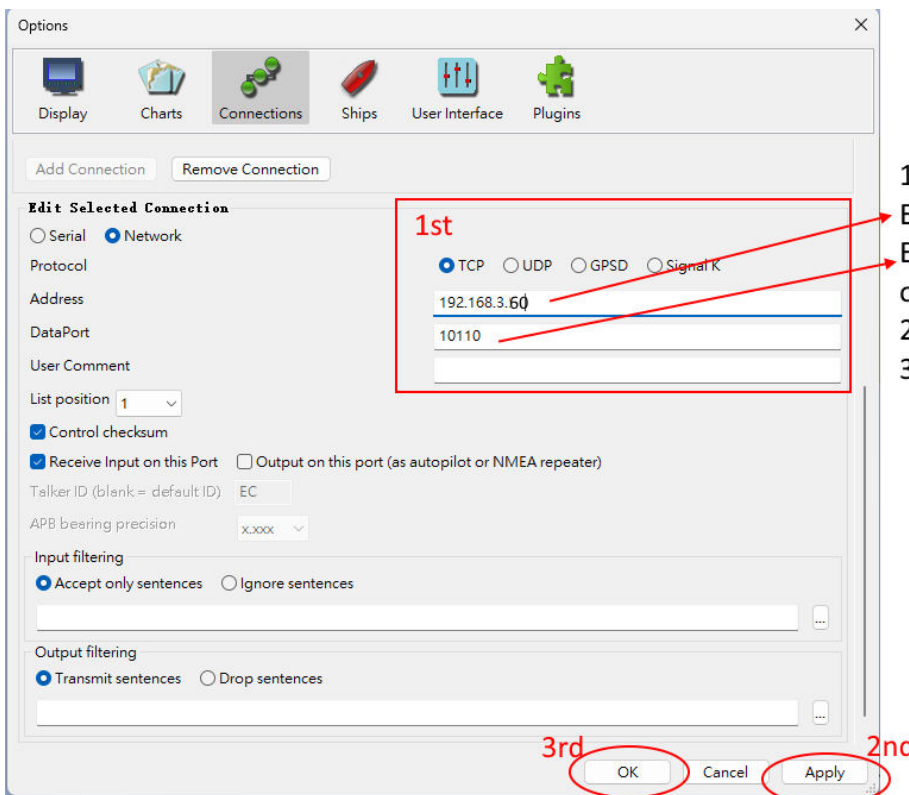 Options
Display Charts Connections Ships User Interface Plugins
Add Connection Remove Connection
Edit Selected Connection
1st
Serial Network
Protocol TCP UDP GPSD Signal K
Address 192.168.3.60
DataPort 10110
User Comment
List position 1
Control checksum
Receive Input on this Port Output on this port (as autopilot or NMEA repeater)
Talker ID (blank = default ID) EC
APB bearing precision x.xxx
Input filtering
Accept only sentences Ignore sentences
...
Output filtering
Transmit sentences Drop sentences
...
3rd 2nd
OK Cancel Apply
1
E
E
2
3